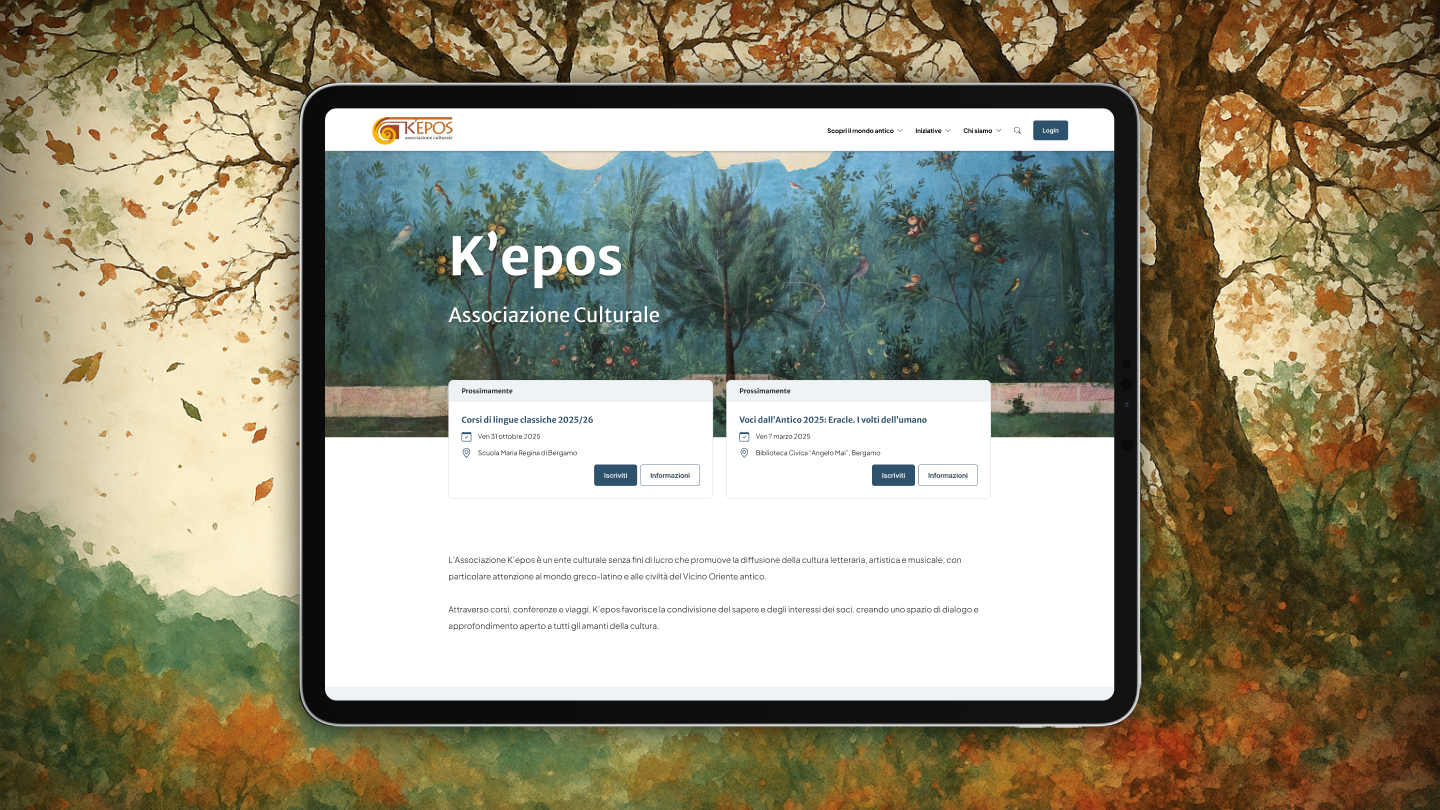 K'EPOS
associazione culturale
Scopri il mondo antico
Iniziative
Chi siamo
Login
K'epos
Associazione Culturale
Prossimamente
Corsi di lingue classiche 2025/26
Ven 31 ottobre 2025
Scuola Maria Regina di Bergamo
Iscriviti
Informazioni
Prossimamente
Voci dall'Antico 2025: Eracle. I volti dell'umano
Ven 7 marzo 2025
Biblioteca Civica "Angelo Mai", Bergamo
Iscriviti
Informazioni
L'Associazione K'epos è un ente culturale senza fini di lucro che promuove la diffusione della cultura letteraria, artistica e musicale, con
particolare attenzione al mondo greco-latino e alle civiltà del Vicino Oriente antico.
Attraverso corsi, conferenze e viaggi, K'epos favorisce la condivisione del sapere e degli interessi dei soci, creando uno spazio di dialogo e
approfondimento aperto a tutti gli amanti della cultura.